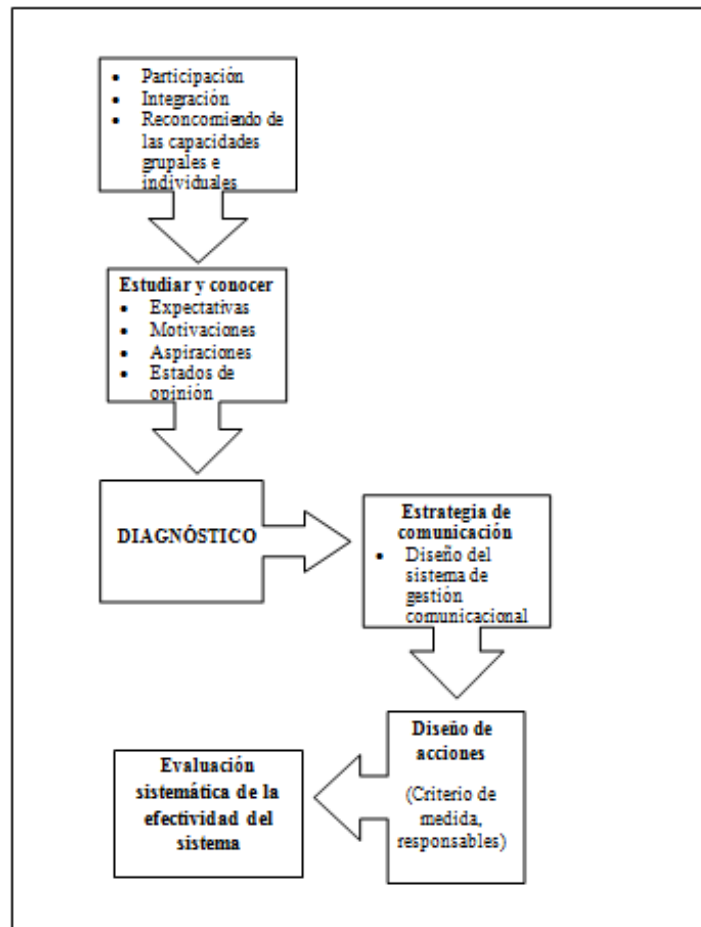 • Participación
• Integración
• Reconcomiendo de
las capacidades
grupales e
individuales
Estudiar y conocer
• Expectativas
• Motivaciones
• Aspiraciones
• Estados de
opinión
DIAGNÓSTICO
Estrategia de
comunicación
• Diseño del
sistema de
gestión
comunicacional
Diseño de
acciones
(Criterio de
medida,
responsables)
Evaluación
sistemática de la
efectividad del
sistema